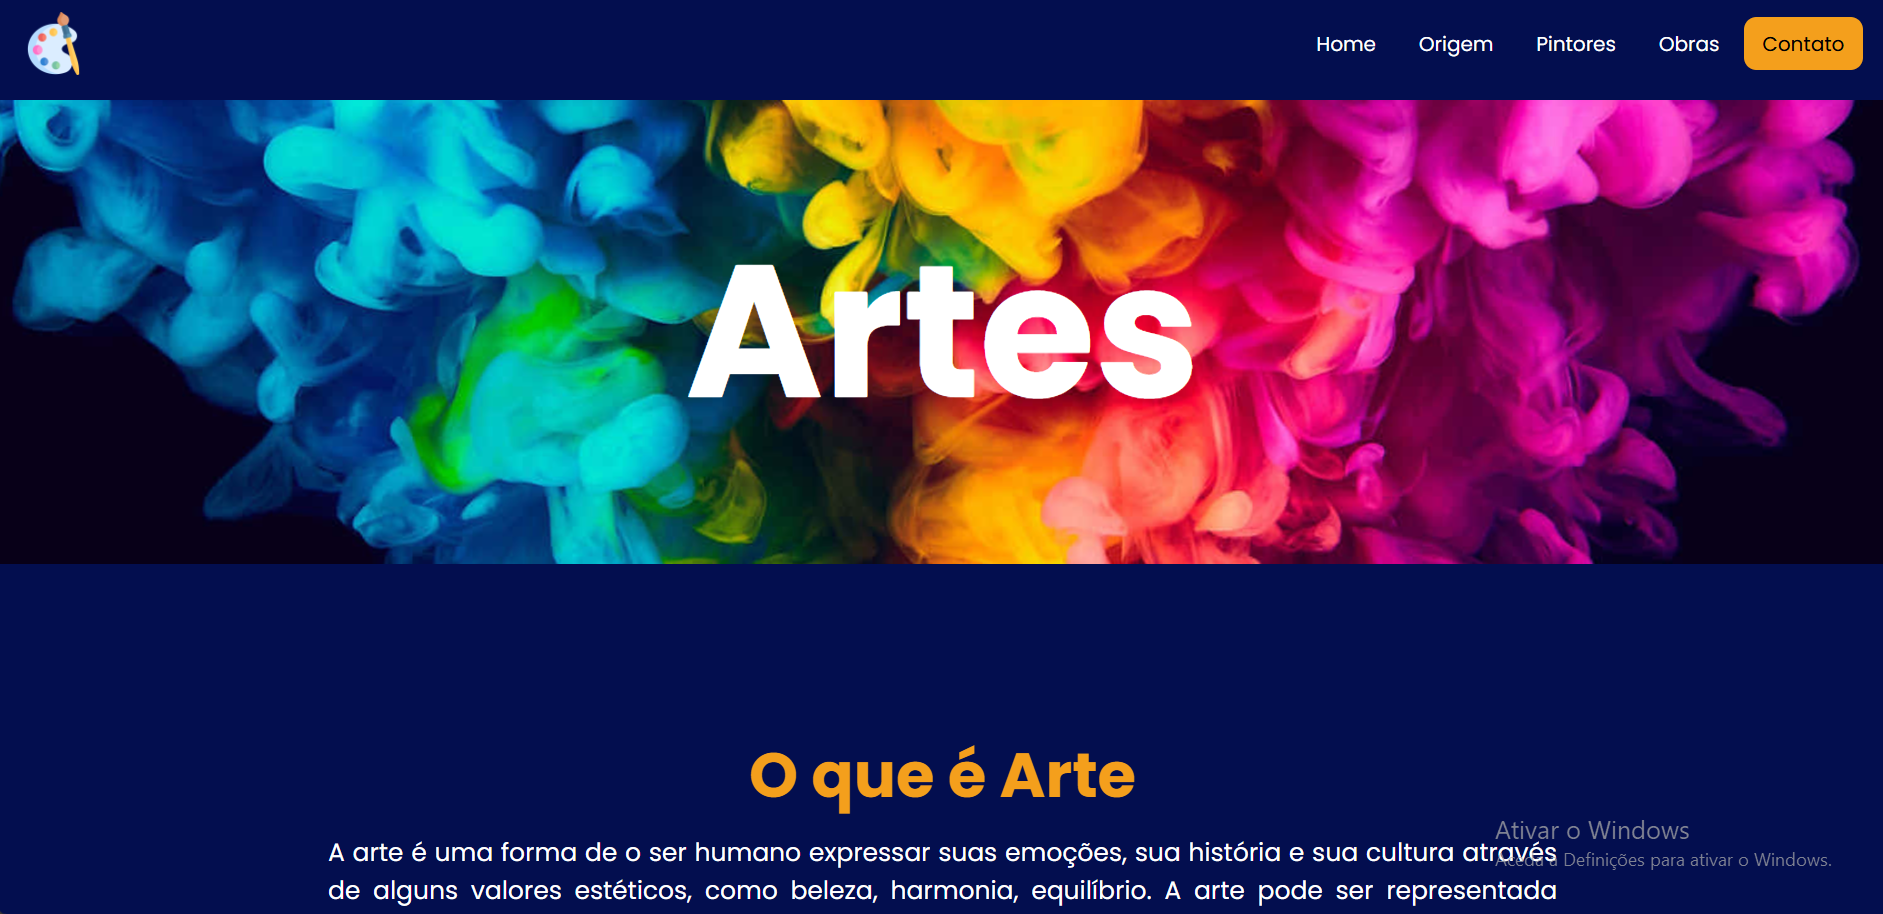 Home Origem Pintores Obras Contato
Artes
O que é Arte
A arte é uma forma de o ser humano expressar suas emoções, sua história e sua cultura através
de alguns valores estéticos, como beleza, harmonia, equilíbrio. A arte pode ser representada
Ativar o Windows
Aceda a Definições para ativar o Windows.